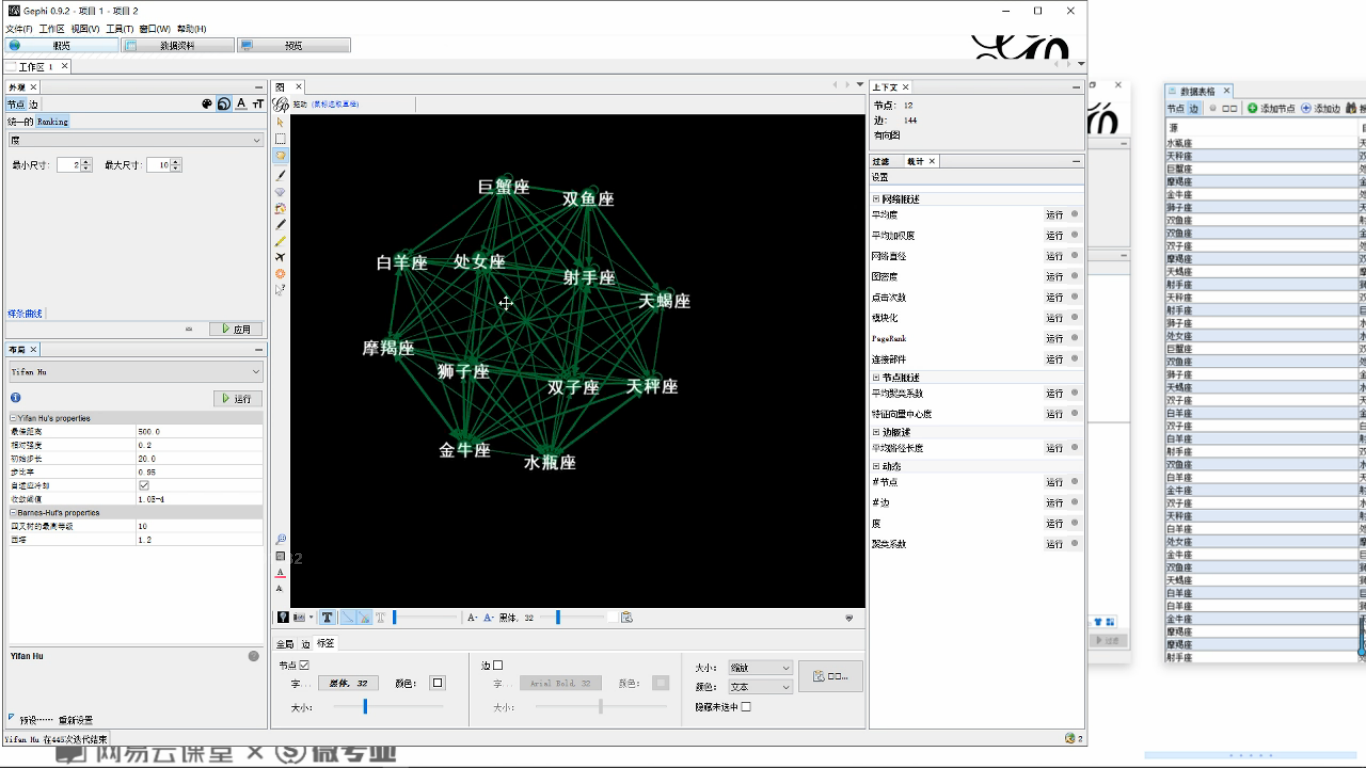 Gephi 0.9.2 - 项目 1 - 项目 2
文件(F) 工作区 视图(V) 工具(T) 窗口(W) 帮助(H)
概览 数据资料 预览
工作区 1
外观
节点 边
统一的 Ranking
度
最小尺寸: 2 最大尺寸: 10
样条曲线
应用
布局
Yifan Hu
运行
Yifan Hu's properties
最佳距离 500.0
相对强度 0.2
初始步长 20.0
步比率 0.95
自适应冷却
收敛阈值 1.0E-4
Barnes-Hut's properties
四叉树的最高等级 10
西塔 1.2
Yifan Hu
预设······ 重新设置
Yifan Hu 在445次迭代结束
图
拖动 (鼠标选取直径)
巨蟹座
双鱼座
白羊座
处女座
射手座
天蝎座
摩羯座
狮子座
双子座
天秤座
金牛座
水瓶座
黑体, 32
全局 边 标签
节点
字... 黑体, 32 颜色:
大小:
边
字... Arial Bold, 32 颜色:
大小:
大小: 缩放
颜色: 文本
隐藏未选中
上下文
节点: 12
边: 144
有向图
过滤 统计
设置
网络概述
平均度 运行
平均加权度 运行
网络直径 运行
图密度 运行
点击次数 运行
模块化 运行
PageRank 运行
连接部件 运行
节点概述
平均聚类系数 运行
特征向量中心度 运行
边概述
平均路径长度 运行
动态
#节点 运行
#边 运行
度 运行
聚类系数 运行
2
数据表格
节点 边 添加节点 添加边
源
水瓶座
天秤座
巨蟹座
摩羯座
金牛座
狮子座
双鱼座
双鱼座
双子座
摩羯座
天蝎座
射手座
天秤座
射手座
狮子座
处女座
巨蟹座
双鱼座
狮子座
天蝎座
双子座
白羊座
双子座
白羊座
射手座
双鱼座
白羊座
金牛座
双子座
天秤座
白羊座
处女座
金牛座
双鱼座
天蝎座
白羊座
白羊座
金牛座
摩羯座
摩羯座
射手座
过滤
网易云课堂 × 微专业